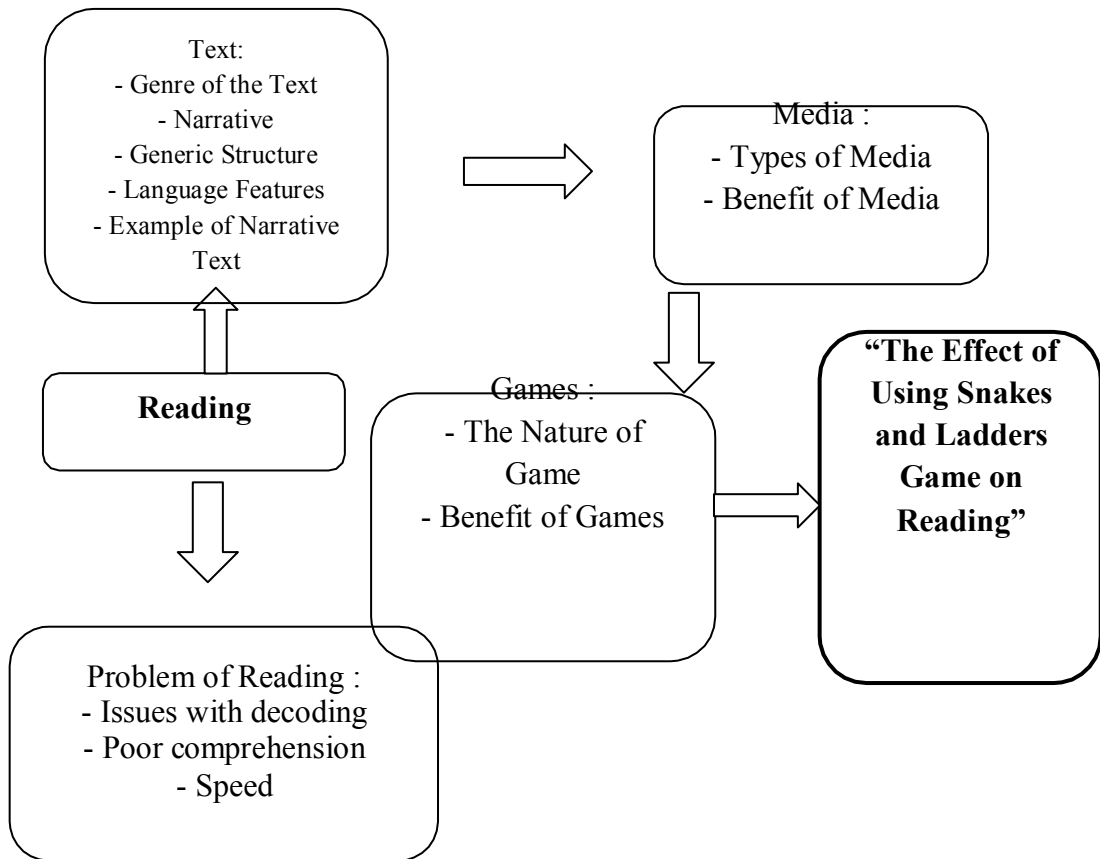 Text:
- Genre of the Text
- Narrative
- Generic Structure
- Language Features
- Example of Narrative
Text
Media :
- Types of Media
- Benefit of Media
Reading
Games :
- The Nature of
Game
- Benefit of Games
“The Effect of
Using Snakes
and Ladders
Game on
Reading”
Problem of Reading :
- Issues with decoding
- Poor comprehension
- Speed